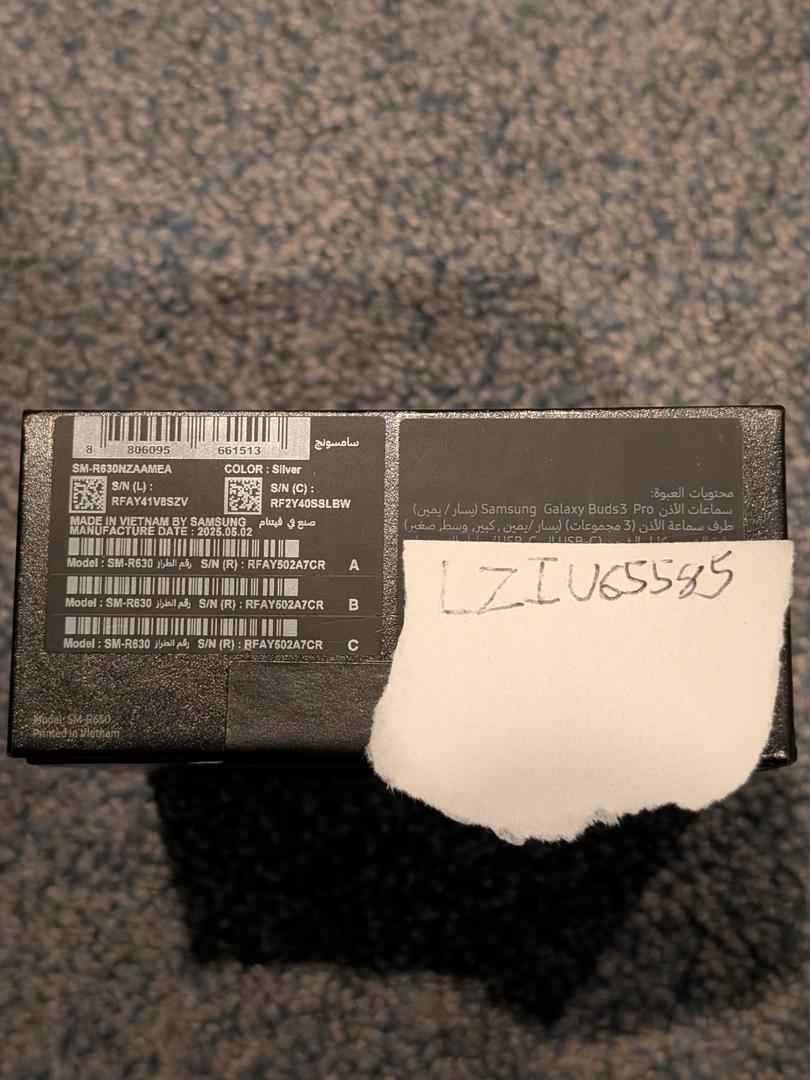 8 806095 661513
سامسونج
SM-R630NZAAMEA COLOR : Silver
S/N (L) : S/N (C) :
RFAY41V8SZV RF2Y40SSLBW
MADE IN VIETNAM BY SAMSUNG صنع في فيتنام
MANUFACTURE DATE : 2025.05.02
Model : SM-R630 رقم الطراز S/N (R) : RFAY502A7CR A
Model : SM-R630 رقم الطراز S/N (R) : RFAY502A7CR B
Model : SM-R630 رقم الطراز S/N (R) : RFAY502A7CR C
Model: SM-R630
Printed in Vietnam
محتويات العبوة:
سماعات الأذن Samsung Galaxy Buds3 Pro (يسار / يمين)
طرف سماعة الأذن (3 مجموعات) (يسار /يمين , كبير, وسط, صغير)
LZIU65585